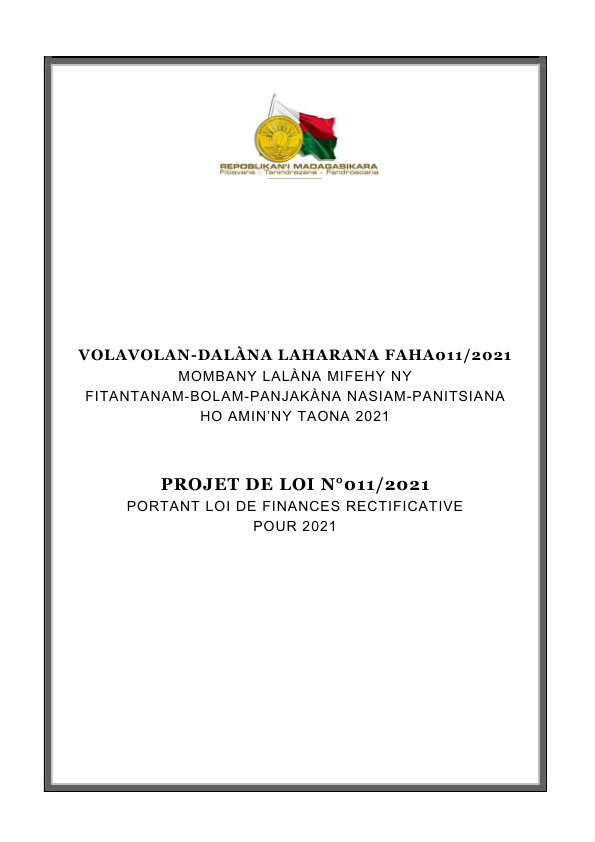 REPOBLIKAN'I MADAGASIKARA
Fitiavana - Tanindrazana - Fandrosoana
VOLAVOLAN-DALÀNA LAHARANA FAHA011/2021
MOMBANY LALÀNA MIFEHY NY
FITANTANAM-BOLAM-PANJAKÀNA NASIAM-PANITSIANA
HO AMIN'NY TAONA 2021
PROJET DE LOI N°011/2021
PORTANT LOI DE FINANCES RECTIFICATIVE
POUR 2021